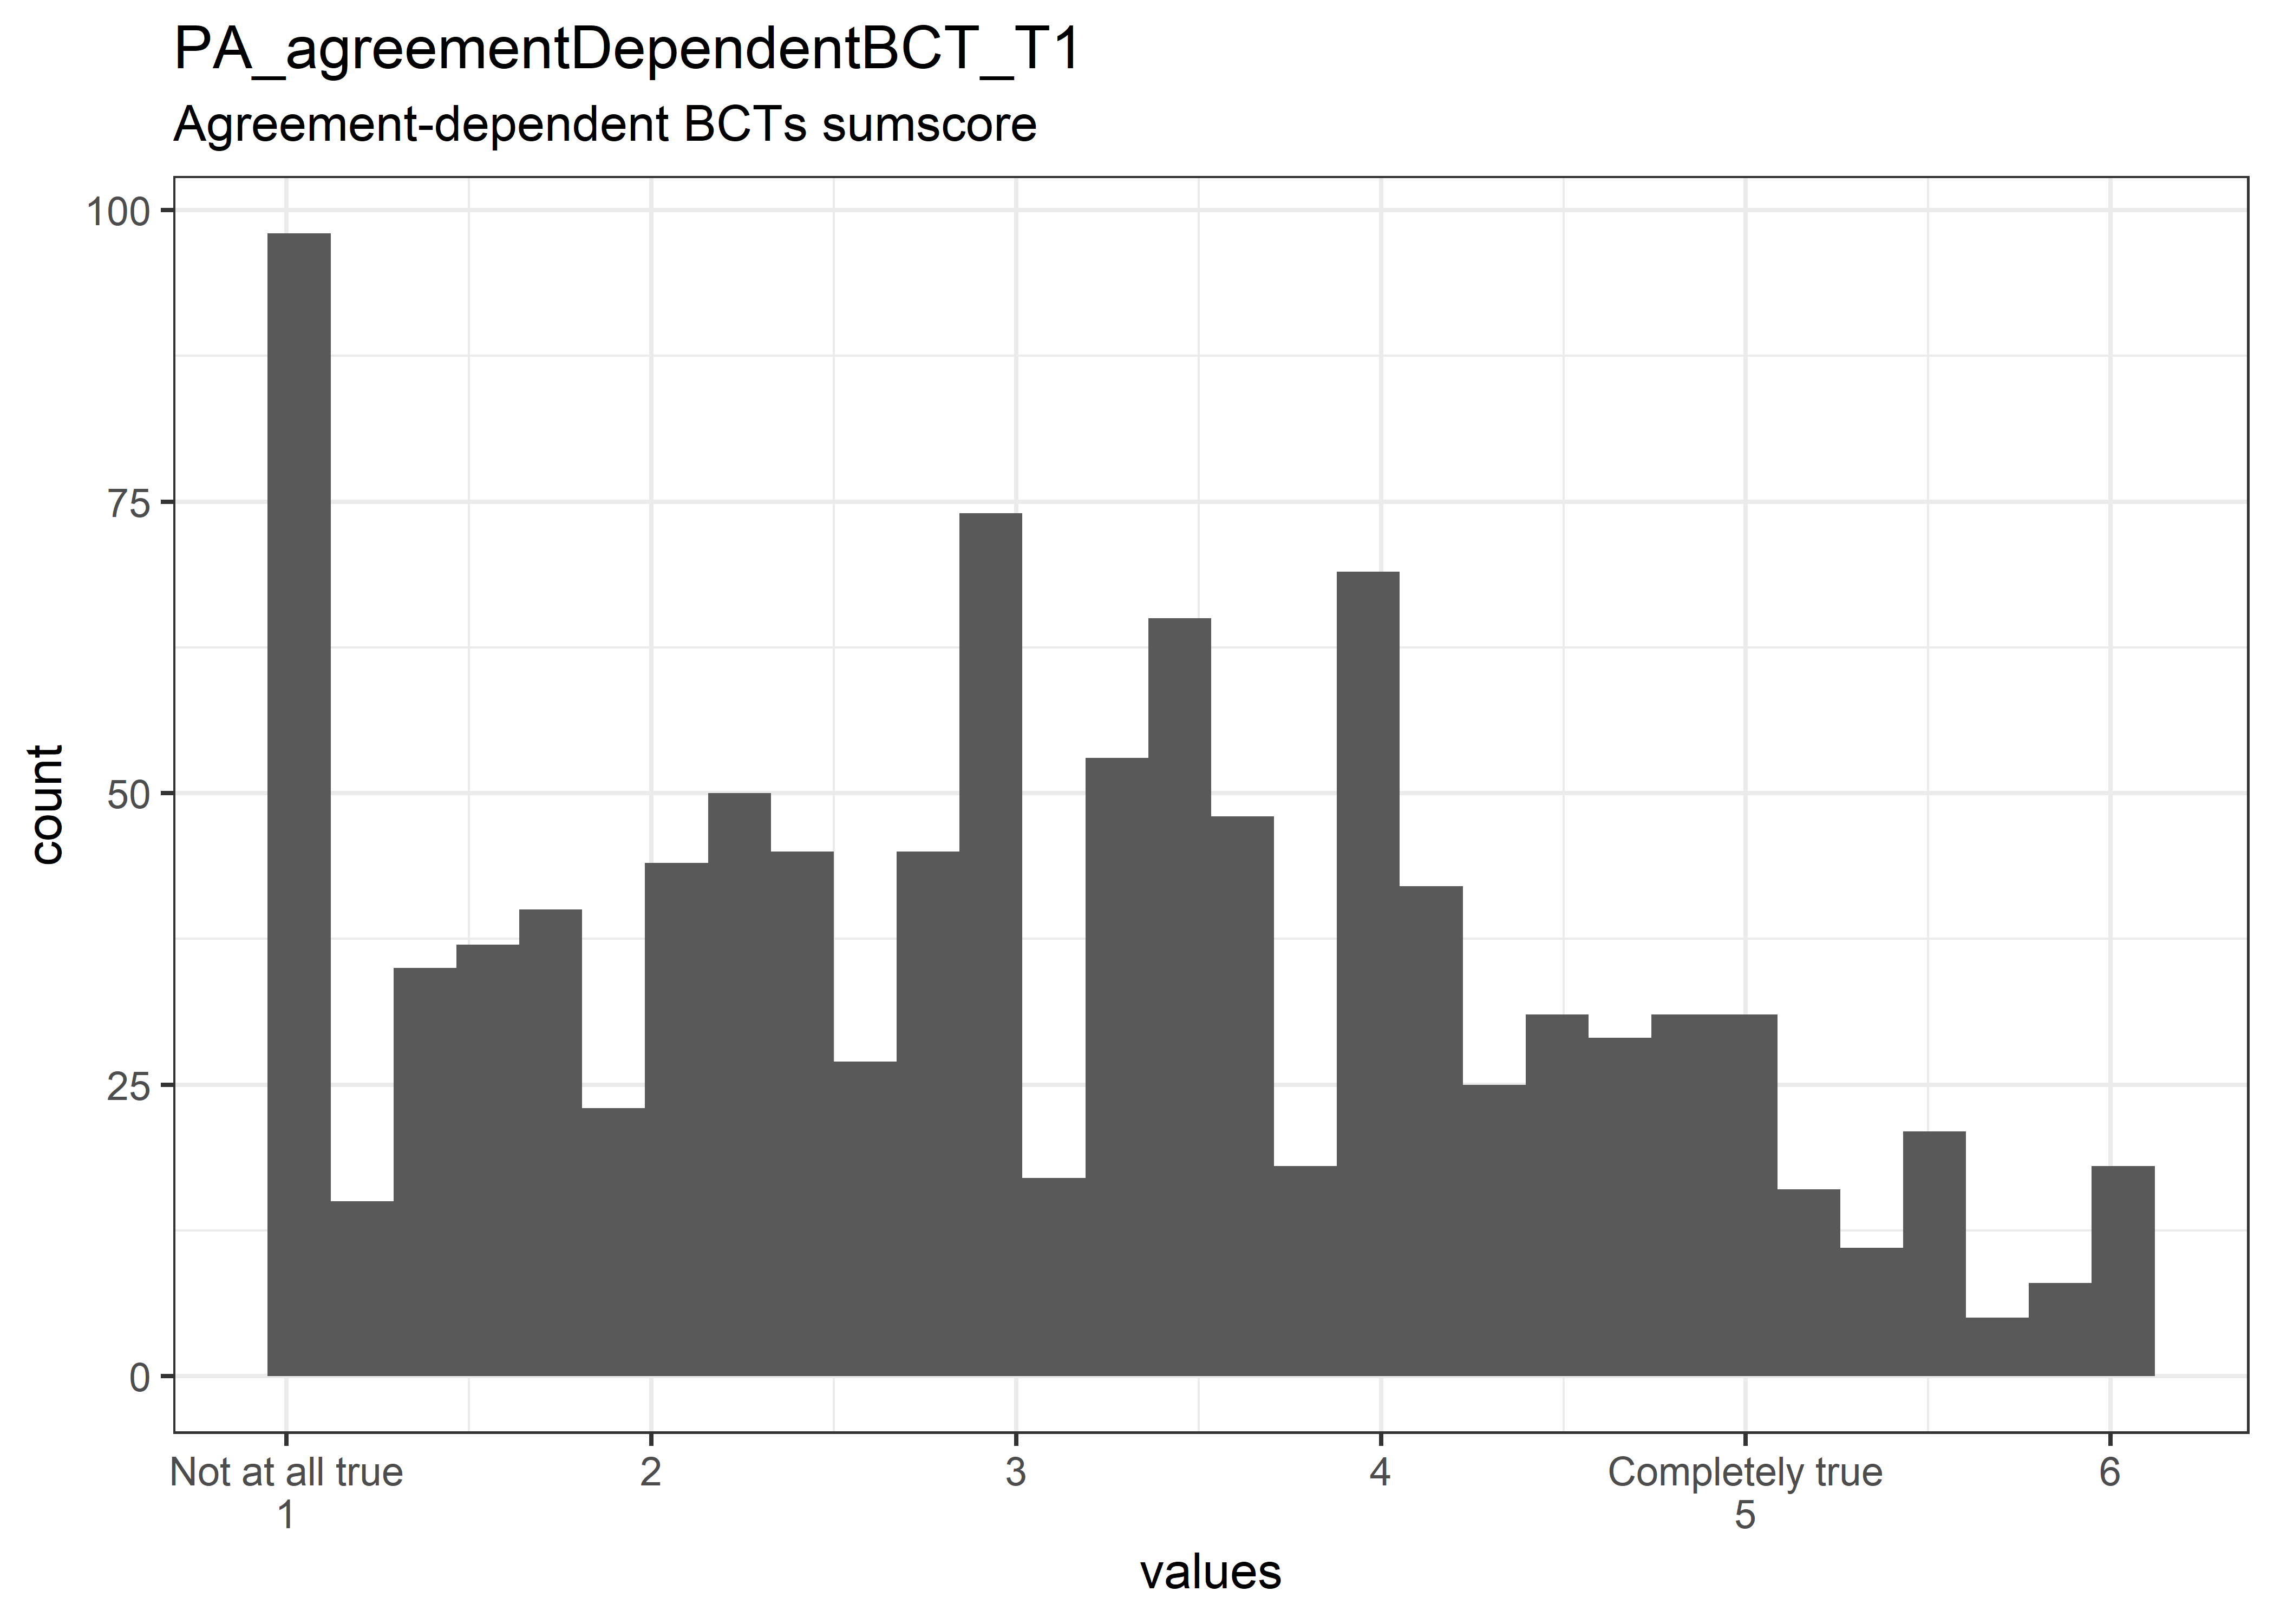 PA_agreementDependentBCT_T1
Agreement-dependent BCTs sumscore
100
75
50
25
0
count
Not at all true 2 3 4 Completely true 6
1 5
values